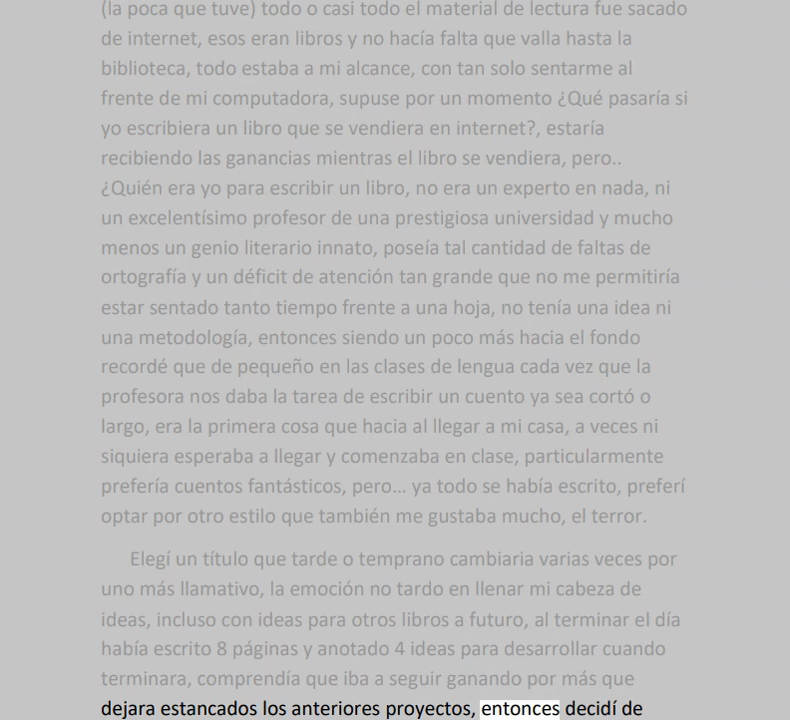 (la poca que tuve) todo o casi todo el material de lectura fue sacado
de internet, esos eran libros y no hacía falta que valla hasta la
biblioteca, todo estaba a mi alcance, con tan solo sentarme al
frente de mi computadora, supuse por un momento ¿Qué pasaría si
yo escribiera un libro que se vendiera en internet?, estaría
recibiendo las ganancias mientras el libro se vendiera, pero..
¿Quién era yo para escribir un libro, no era un experto en nada, ni
un excelentísimo profesor de una prestigiosa universidad y mucho
menos un genio literario innato, poseía tal cantidad de faltas de
ortografía y un déficit de atención tan grande que no me permitiría
estar sentado tanto tiempo frente a una hoja, no tenía una idea ni
una metodología, entonces siendo un poco más hacia el fondo
recordé que de pequeño en las clases de lengua cada vez que la
profesora nos daba la tarea de escribir un cuento ya sea cortó o
largo, era la primera cosa que hacia al llegar a mi casa, a veces ni
siquiera esperaba a llegar y comenzaba en clase, particularmente
prefería cuentos fantásticos, pero… ya todo se había escrito, preferí
optar por otro estilo que también me gustaba mucho, el terror.
Elegí un título que tarde o temprano cambiaria varias veces por
uno más llamativo, la emoción no tardo en llenar mi cabeza de
ideas, incluso con ideas para otros libros a futuro, al terminar el día
había escrito 8 páginas y anotado 4 ideas para desarrollar cuando
terminara, comprendía que iba a seguir ganando por más que
dejara estancados los anteriores proyectos, entonces decidí de